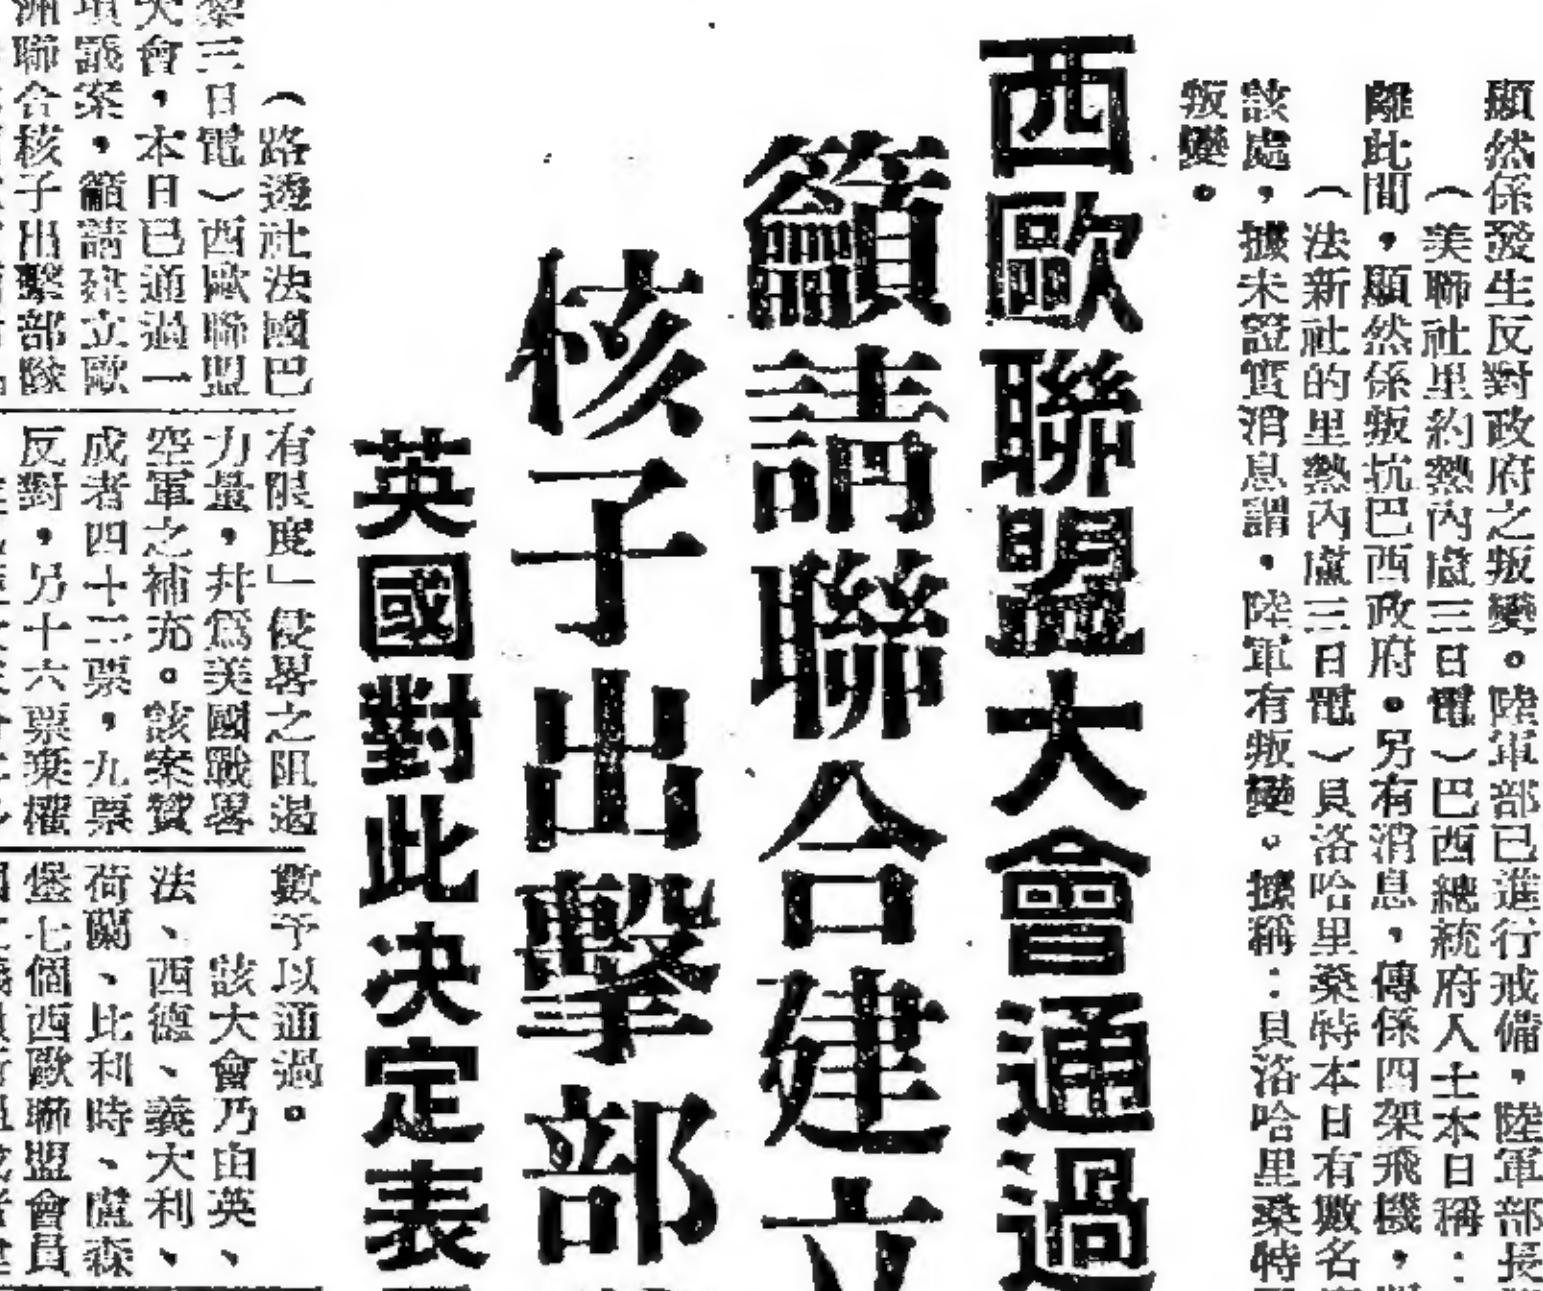 顯然係發生反對政府之叛變。陸軍部已進行戒備，陸軍部長
（美聯社里約熱內盧三日電）巴西總統府人士本日稱：
離此間，顯然係叛抗巴西政府。另有消息，傳係四架飛機，
（法新社的里熱內盧三日電）貝洛哈里桑特本日有數名
該處，據未證實消息謂，陸軍有叛變。據稱：貝洛哈里桑特
叛變。
西歐聯盟大會通過
籲請聯合建立
核子出擊部
英國對此決定表
（路透社法國巴
黎三日電）西歐聯盟
大會，本日已通過一
項議案，籲請建立歐
洲聯合核子出擊部隊
有限度」侵畧之阻遏
力量，幷爲美國戰畧
空軍之補充。該案贊
成者四十二票，九票
反對，另十六票棄權
數予以通過。
該大會乃由英、
法、西德、義大利、
荷蘭、比利時、盧森
堡七個西歐聯盟會員